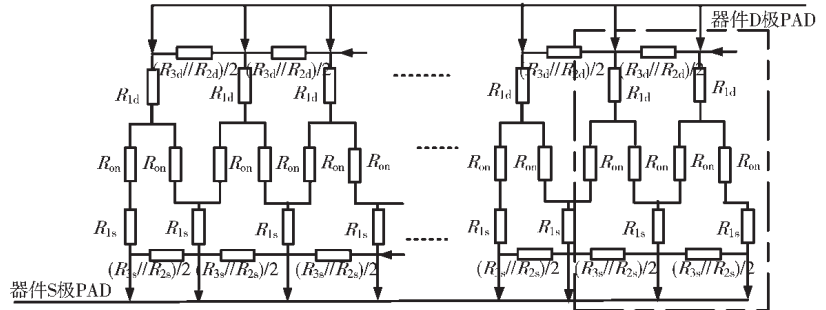 器件D极PAD
(R3d//R2d)/2 (R3d//R2d)/2 (R3d//R2d)/2 (R3d//R2d)/2
R1d R1d R1d R1d R1d R1d
Ron Ron Ron Ron Ron Ron Ron Ron Ron Ron Ron
R1s R1s R1s R1s R1s R1s R1s R1s
(R3s//R2s)/2 (R3s//R2s)/2 (R3s//R2s)/2 (R3s//R2s)/2 (R3s//R2s)/2 (R3s//R2s)/2
器件S极PAD